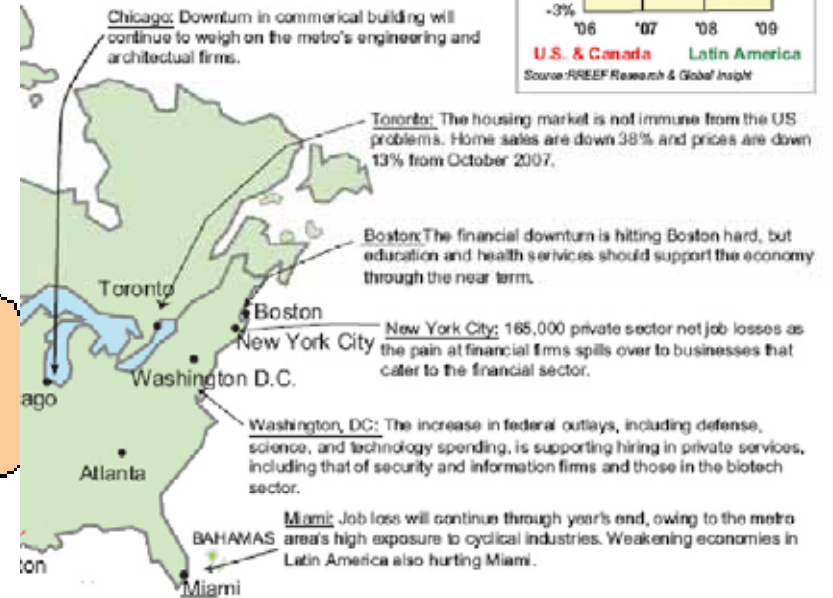 Chicago: Downturn in commerical building will
continue to weigh on the metro's engineering and
architectual firms.
-3%
'06 '07 '08 '09
U.S. & Canada Latin America
Source:RREEF Research & Global Insight
Toronto: The housing market is not immune from the US
problems. Home sales are down 38% and prices are down
13% from October 2007.
Boston:The financial downturn is hitting Boston hard, but
education and health serivices should support the economy
through the near term.
Toronto
Boston
New York City
New York City: 165,000 private sector net job losses as
the pain at financial firms spills over to businesses that
cater to the financial sector.
Washington D.C.
ago
Washington, DC: The increase in federal outlays, including defense,
science, and technology spending, is supporting hiring in private services,
including that of security and information firms and those in the biotech
sector.
Atlanta
Miami: Job loss will continue through year's end, owing to the metro
area's high exposure to cyclical industries. Weakening economies in
Latin America also hurting Miami.
BAHAMAS
ton
Miami